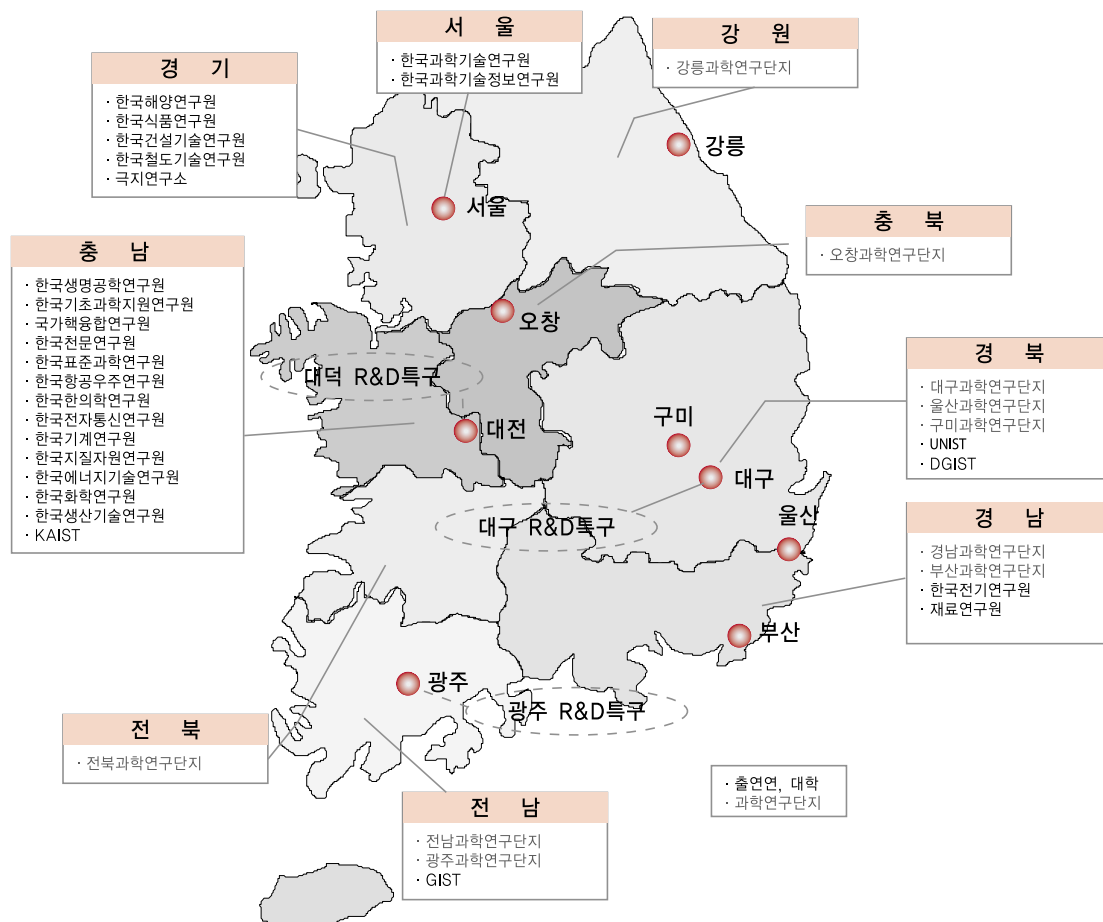 서 울
· 한국과학기술연구원
· 한국과학기술정보연구원
강 원
· 강릉과학연구단지
경 기
· 한국해양연구원
· 한국식품연구원
· 한국건설기술연구원
· 한국철도기술연구원
· 극지연구소
강릉
서울
충 북
· 오창과학연구단지
충 남
· 한국생명공학연구원
· 한국기초과학지원연구원
· 국가핵융합연구원
· 한국천문연구원
· 한국표준과학연구원
· 한국항공우주연구원
· 한국한의학연구원
· 한국전자통신연구원
· 한국기계연구원
· 한국지질자원연구원
· 한국에너지기술연구원
· 한국화학연구원
· 한국생산기술연구원
· KAIST
오창
대덕 R&D특구
대전
경 북
· 대구과학연구단지
· 울산과학연구단지
· 구미과학연구단지
· UNIST
· DGIST
구미
대구
대구 R&D특구
울산
경 남
· 경남과학연구단지
· 부산과학연구단지
· 한국전기연구원
· 재료연구원
부산
광주
광주 R&D특구
전 북
· 전북과학연구단지
전 남
· 전남과학연구단지
· 광주과학연구단지
· GIST
· 출연연, 대학
· 과학연구단지